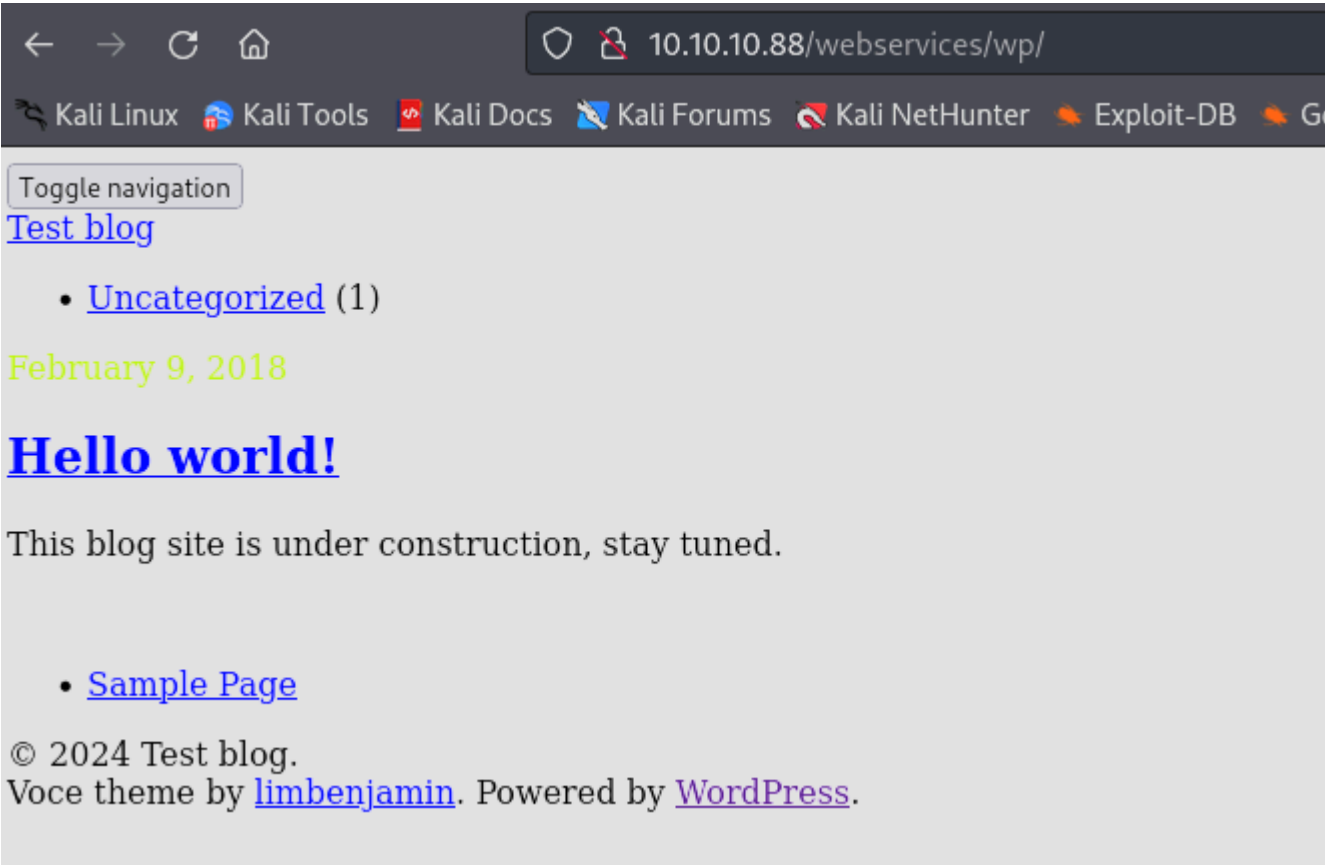 10.10.10.88/webservices/wp/
Kali Linux Kali Tools Kali Docs Kali Forums Kali NetHunter Exploit-DB
Toggle navigation
Test blog
• Uncategorized (1)
February 9, 2018
Hello world!
This blog site is under construction, stay tuned.
• Sample Page
© 2024 Test blog.
Voce theme by limbenjamin. Powered by WordPress.